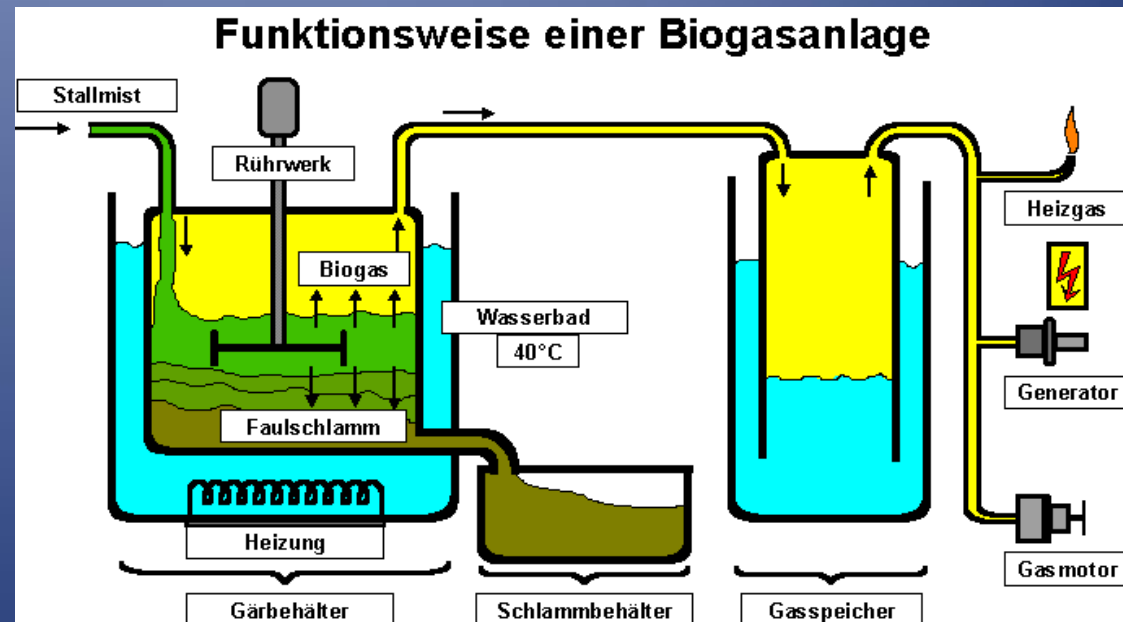 Funktionsweise einer Biogasanlage
Stallmist
Rührwerk
Heizgas
Biogas
Wasserbad
40°C
Generator
Faulschlamm
Heizung
Gasmotor
Gärbehälter
Schlammbehälter
Gasspeicher